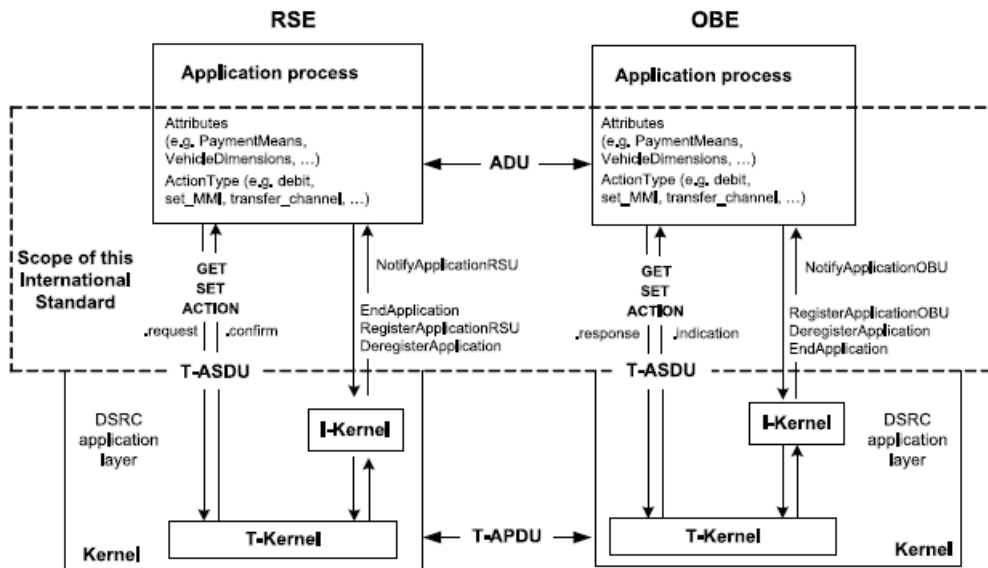 RSE
Application process
Attributes
(e.g. PaymentMeans,
VehicleDimensions, ...)
ActionType (e.g. debit,
set_MMI, transfer_channel, ...)
ADU
OBE
Application process
Attributes
(e.g. PaymentMeans,
VehicleDimensions, ...)
ActionType (e.g. debit,
set_MMI, transfer_channel, ...)
Scope of this
International
Standard
GET
SET
ACTION
.request
.confirm
T-ASDU
NotifyApplicationRSU
EndApplication
RegisterApplicationRSU
DeregisterApplication
GET
SET
ACTION
.response
.indication
T-ASDU
NotifyApplicationOBU
RegisterApplicationOBU
DeregisterApplication
EndApplication
DSRC
application
layer
I-Kernel
T-Kernel
Kernel
T-APDU
I-Kernel
DSRC
application
layer
T-Kernel
Kernel